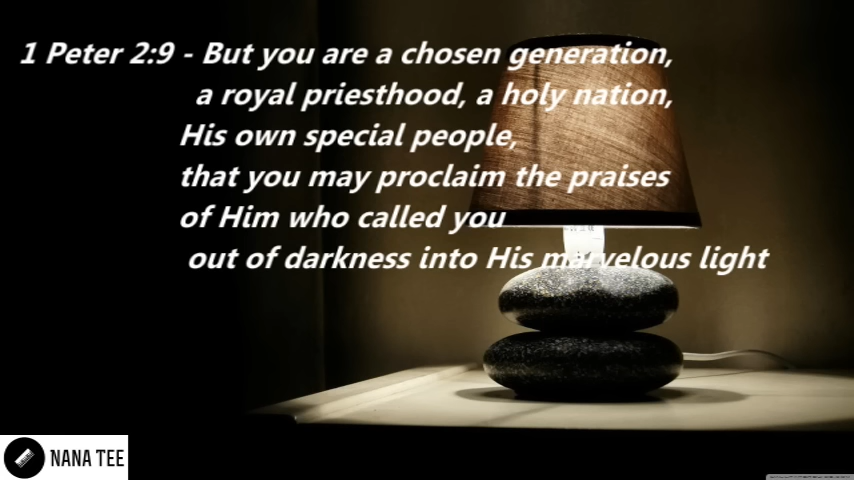 1 Peter 2:9 - But you are a chosen generation,
a royal priesthood, a holy nation,
His own special people,
that you may proclaim the praises
of Him who called you
out of darkness into His marvelous light
NANA TEE